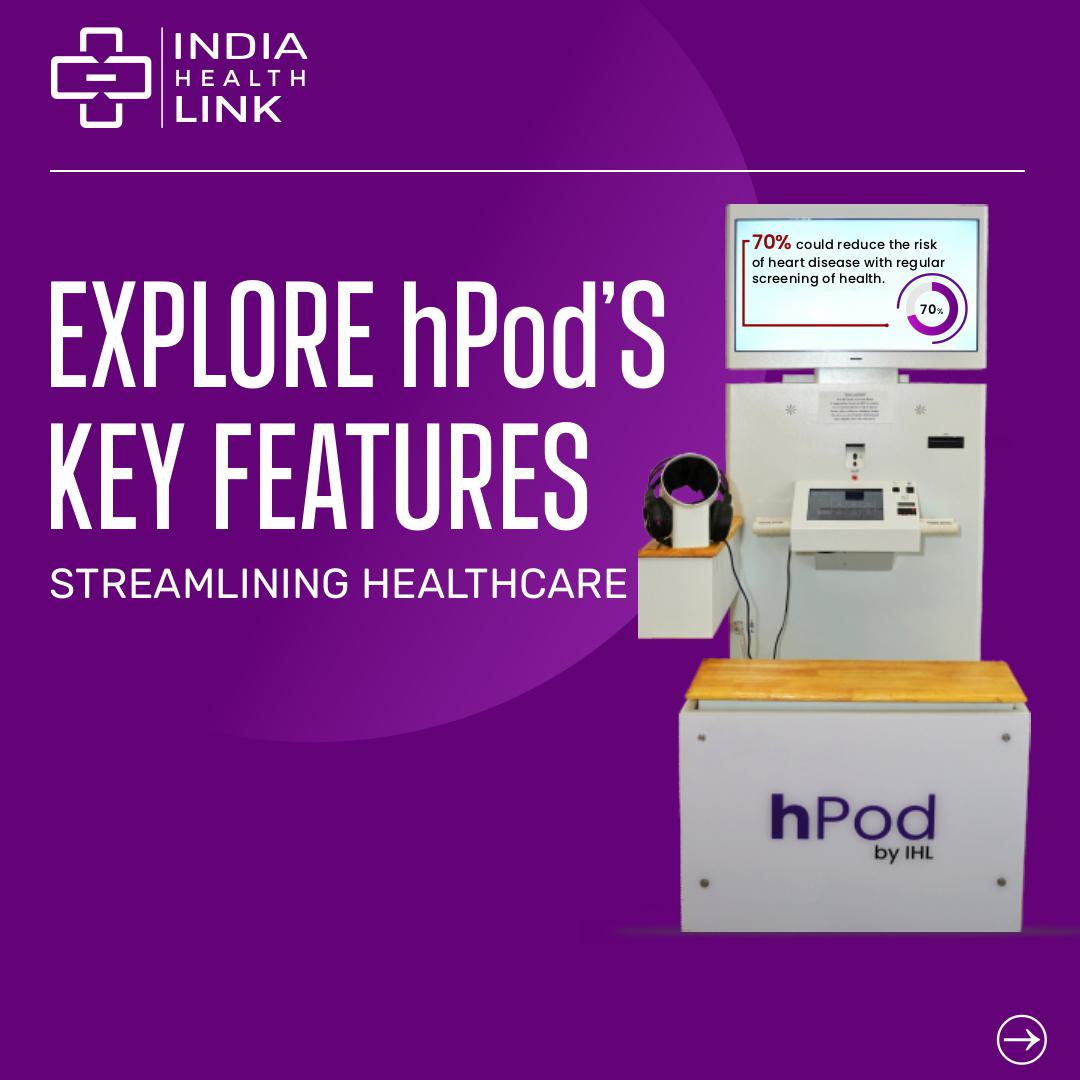 INDIA
HEALTH
LINK
EXPLORE hPod’S
KEY FEATURES
STREAMLINING HEALTHCARE
70% could reduce the risk
of heart disease with regular
screening of health.
70%
hPod
by IHL